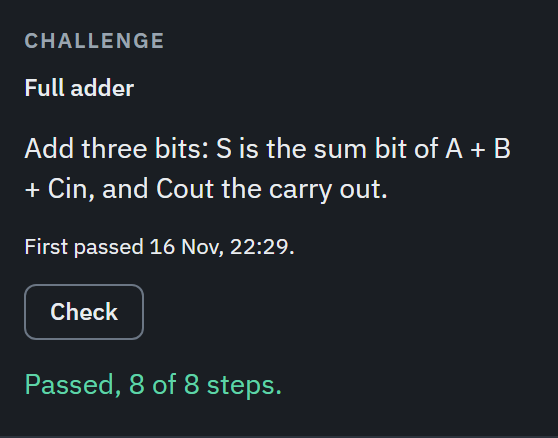 CHALLENGE
Full adder
Add three bits: S is the sum bit of A + B
+ Cin, and Cout the carry out.
First passed 16 Nov, 22:29.
Check
Passed, 8 of 8 steps.